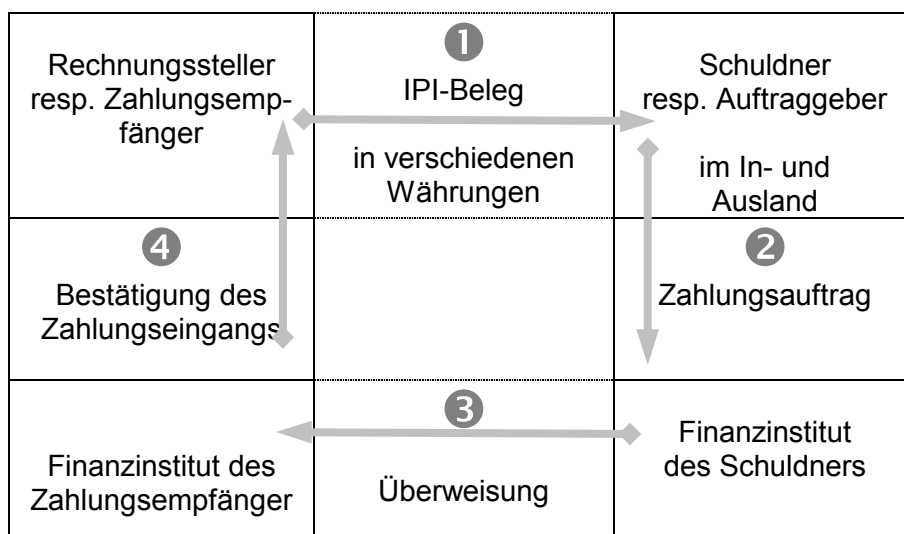 Rechnungssteller
resp. Zahlungsemp-
fänger
1
IPI-Beleg
in verschiedenen
Währungen
Schuldner
resp. Auftraggeber
im In- und
Ausland
4
Bestätigung des
Zahlungseingangs
2
Zahlungsauftrag
Finanzinstitut des
Zahlungsempfänger
3
Überweisung
Finanzinstitut
des Schuldners